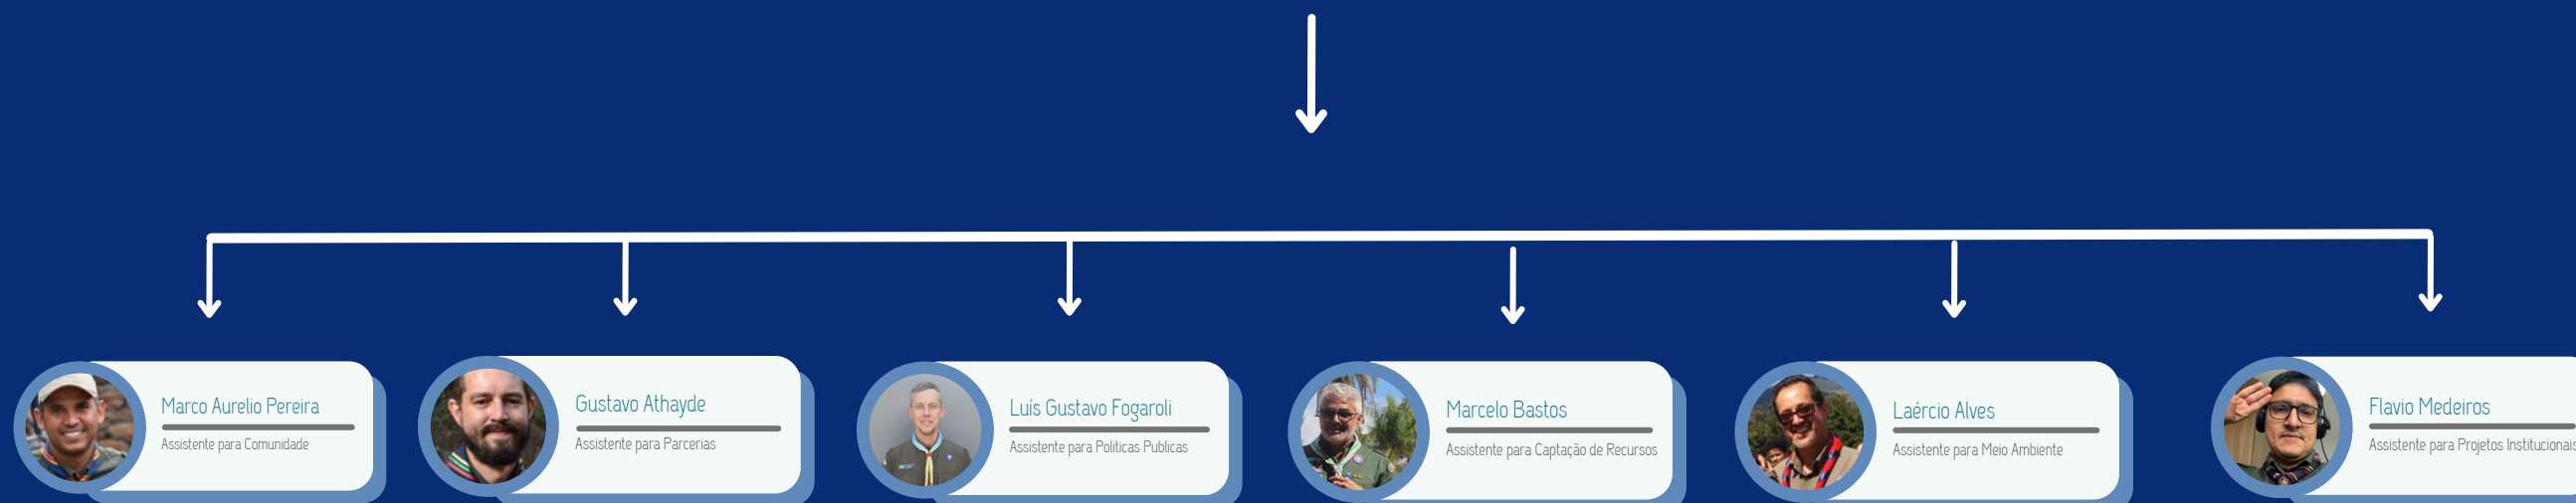 Marco Aurelio Pereira
Assistente para Comunidade
Gustavo Athayde
Assistente para Parcerias
Luís Gustavo Fogaroli
Assistente para Politicas Publicas
Marcelo Bastos
Assistente para Captação de Recursos
Laércio Alves
Assistente para Meio Ambiente
Flavio Medeiros
Assistente para Projetos Institucionais